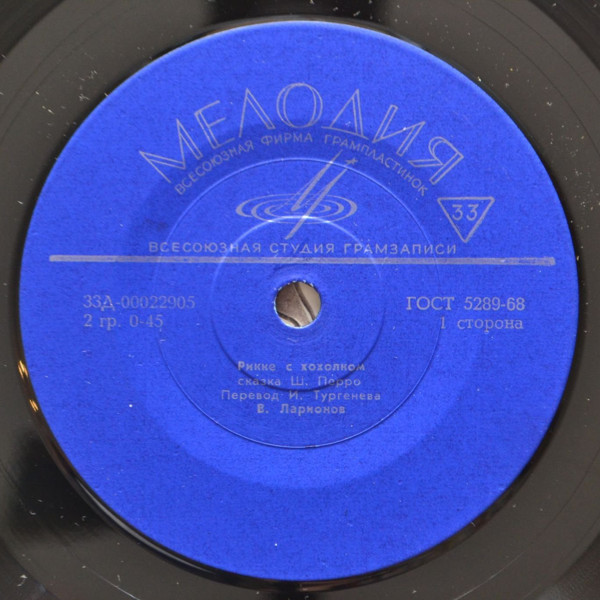 МЕЛОДИЯ
ВСЕСОЮЗНАЯ ФИРМА ГРАМПЛАСТИНОК
33
ВСЕСОЮЗНАЯ СТУДИЯ ГРАМЗАПИСИ
33Д-00022905
ГОСТ 5289-68
2 гр. 0-45
1 сторона
Рикке с хохолком
сказка Ш. Перро
Перевод И. Тургенева
В. Ларионов